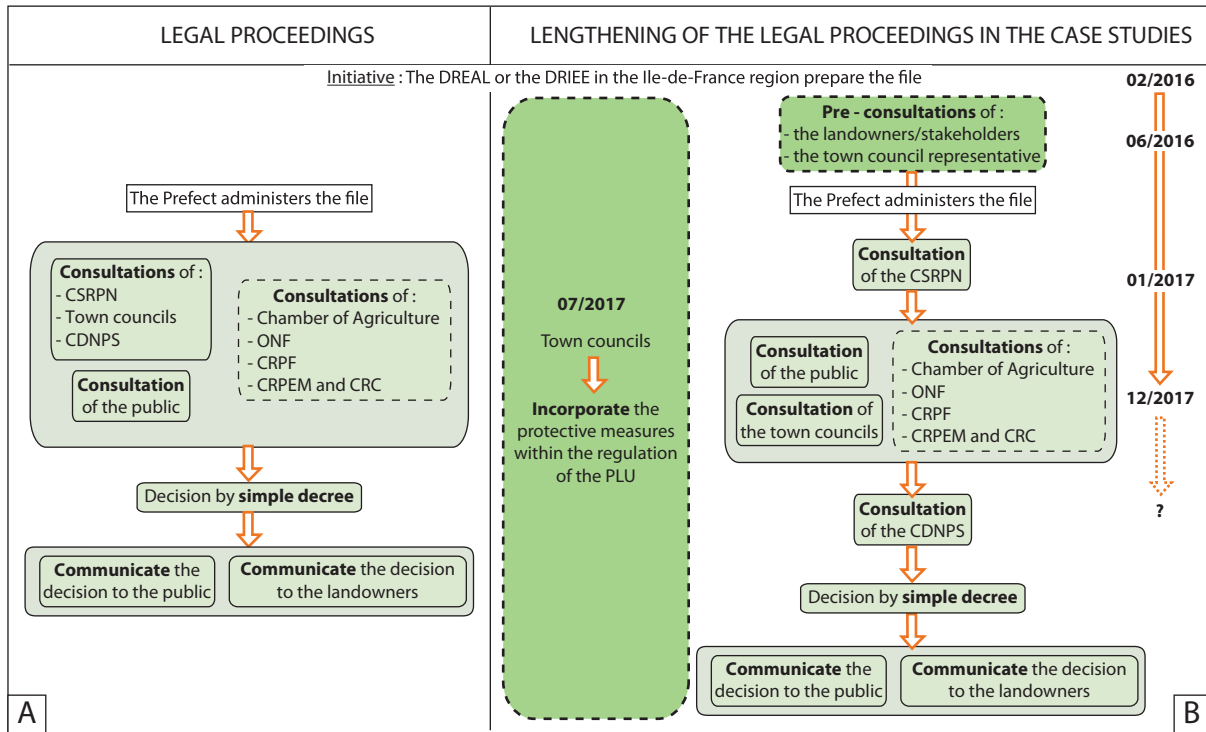 LEGAL PROCEEDINGS
LENGTHENING OF THE LEGAL PROCEEDINGS IN THE CASE STUDIES
Initiative : The DREAL or the DRIEE in the Ile-de-France region prepare the file
The Prefect administers the file
Consultations of :
- CSRPN
- Town councils
- CDNPS
Consultations of :
- Chamber of Agriculture
- ONF
- CRPF
- CRPEM and CRC
Consultation
of the public
Decision by simple decree
Communicate the
decision to the public
Communicate the decision
to the landowners
A
07/2017
Town councils
Incorporate the
protective measures
within the regulation
of the PLU
Pre - consultations of :
- the landowners/stakeholders
- the town council representative
The Prefect administers the file
Consultation
of the CSRPN
Consultation
of the public
Consultation of
the town councils
Consultations of :
- Chamber of Agriculture
- ONF
- CRPF
- CRPEM and CRC
Consultation
of the CDNPS
Decision by simple decree
Communicate the
decision to the public
Communicate the decision
to the landowners
02/2016
06/2016
01/2017
12/2017
?
B